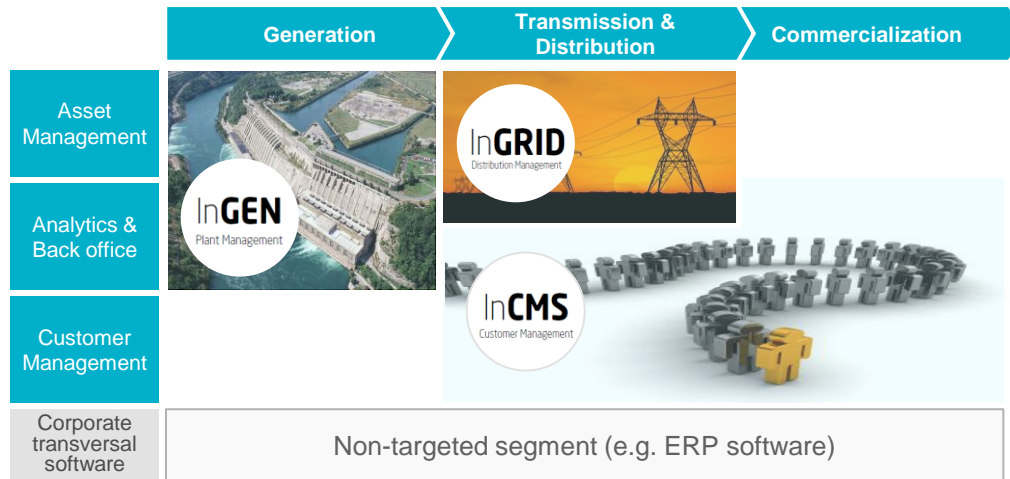 Generation
Transmission &
Distribution
Commercialization
Asset
Management
InGRID
Distribution Management
Analytics &
Back office
InGEN
Plant Management
InCMS
Customer Management
Customer
Management
Corporate
transversal
software
Non-targeted segment (e.g. ERP software)